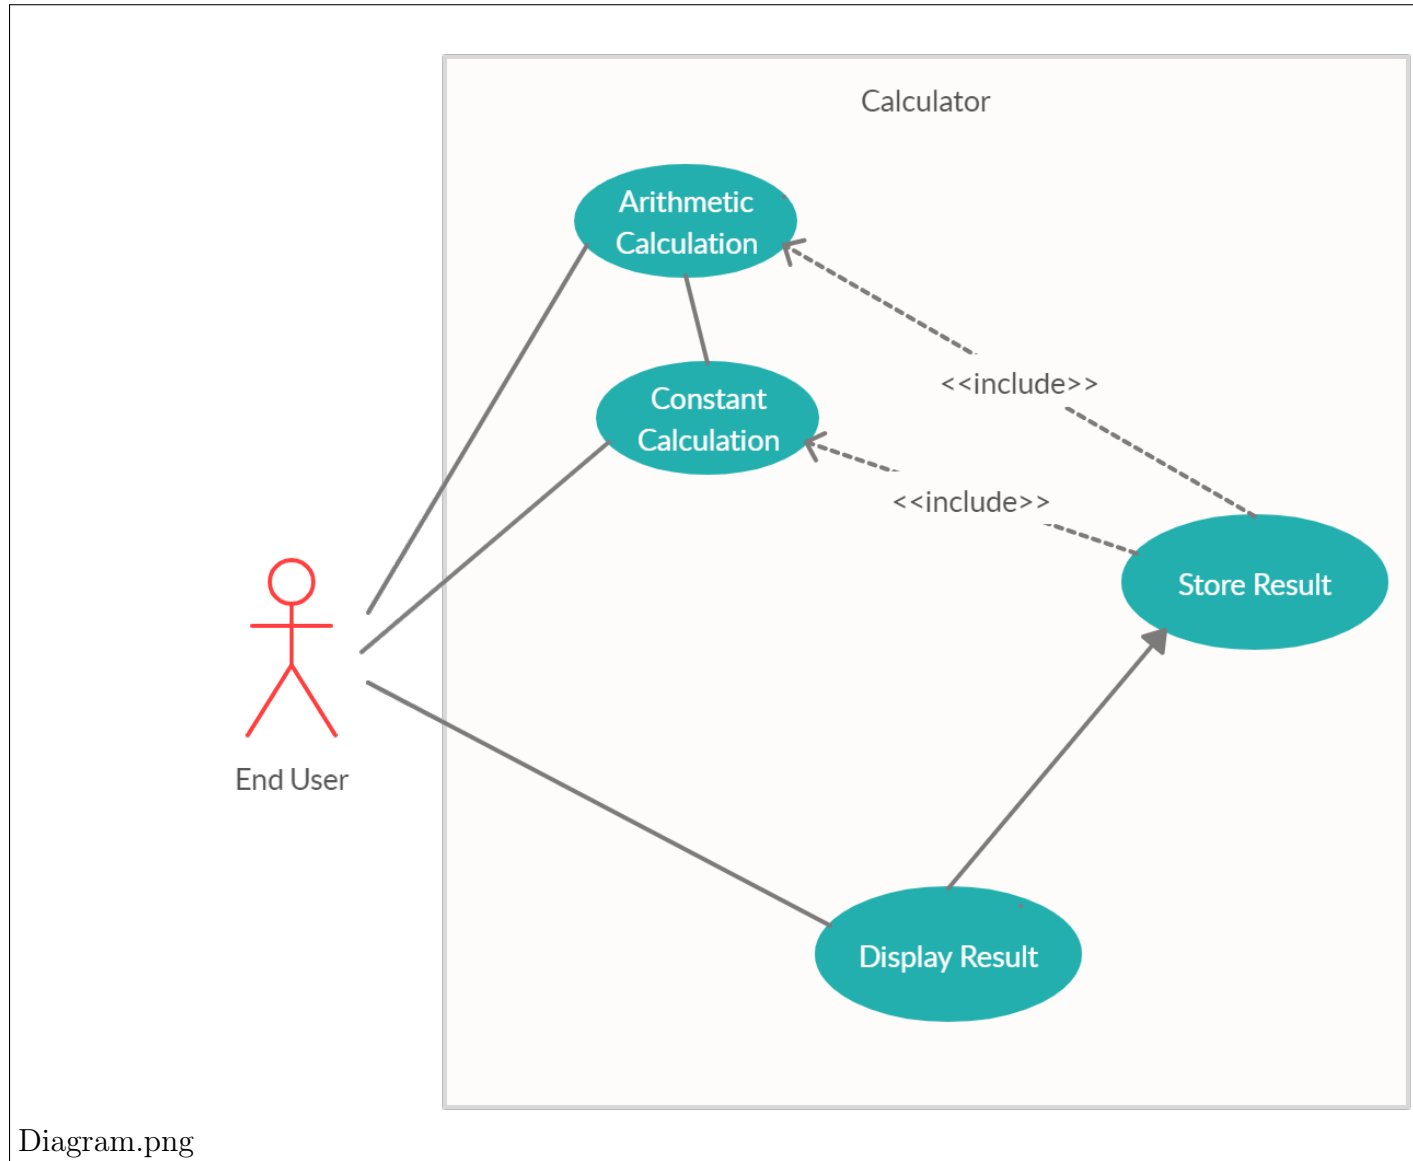 Calculator
Arithmetic
Calculation
<<include>>
Constant
Calculation
<<include>>
Store Result
End User
Display Result
Diagram.png